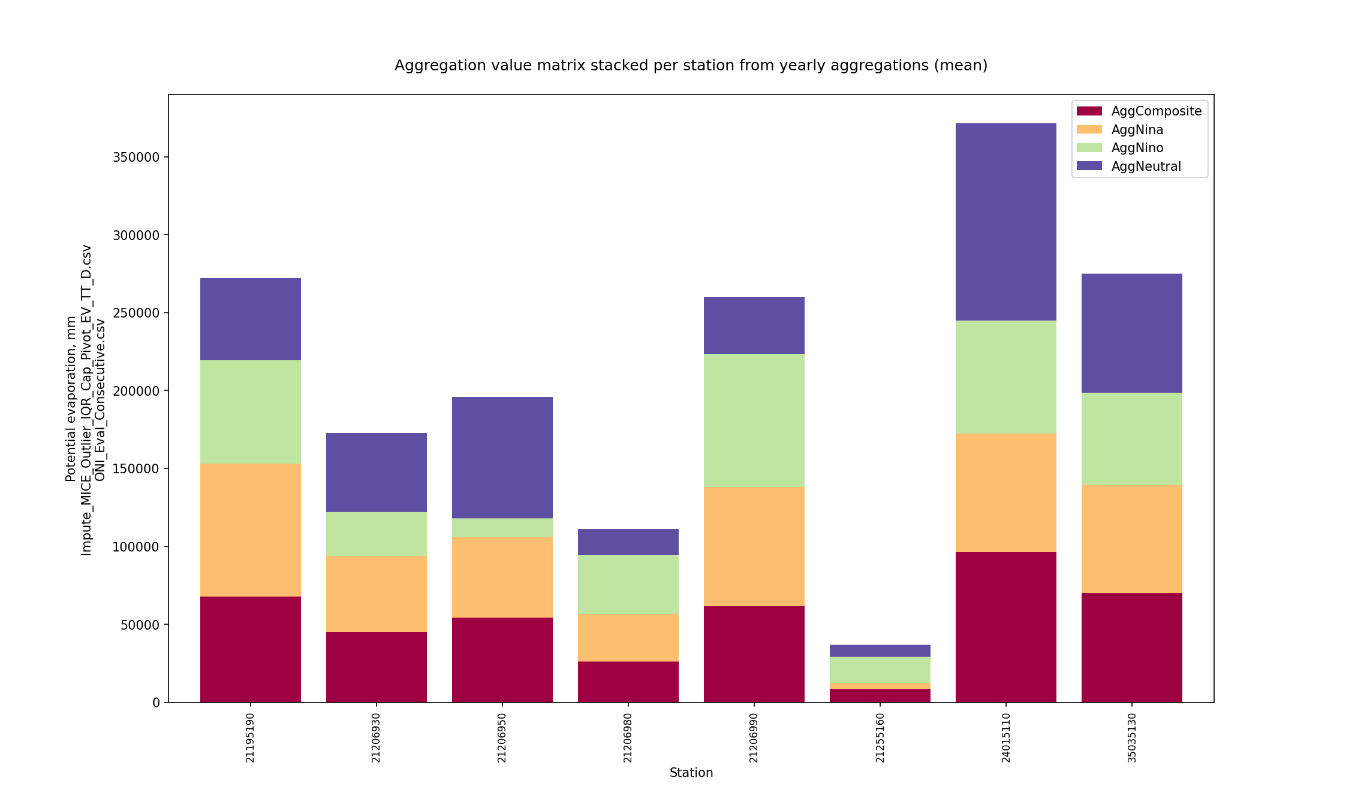 Aggregation value matrix stacked per station from yearly aggregations (mean)
AggComposite
AggNina
AggNino
AggNeutral
350000
300000
250000
200000
150000
100000
50000
0
Potential evaporation, mm
Impute_MICE_Outlier_IQR_Cap_Pivot_EV_TT_D.csv
ONI_Eval_Consecutive.csv
21195190
21206930
21206950
21206980
21206990
21255160
24015110
35035130
Station